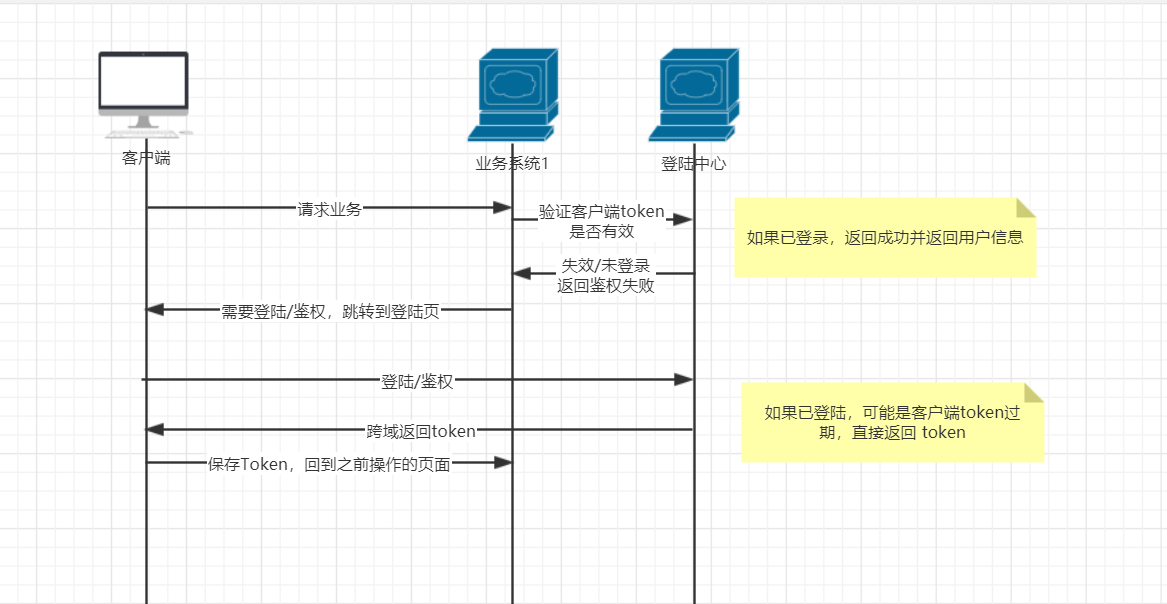 客户端
业务系统1
登陆中心
请求业务
验证客户端token
是否有效
如果已登录，返回成功并返回用户信息
失效/未登录
返回鉴权失败
需要登陆/鉴权，跳转到登陆页
登陆/鉴权
如果已登陆，可能是客户端token过
期，直接返回 token
跨域返回token
保存Token，回到之前操作的页面